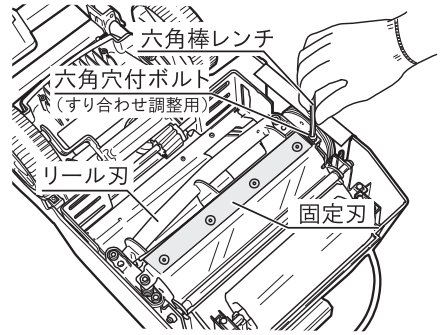 六角棒レンチ
六角穴付ボルト
（すり合わせ調整用）
リール刃
固定刃